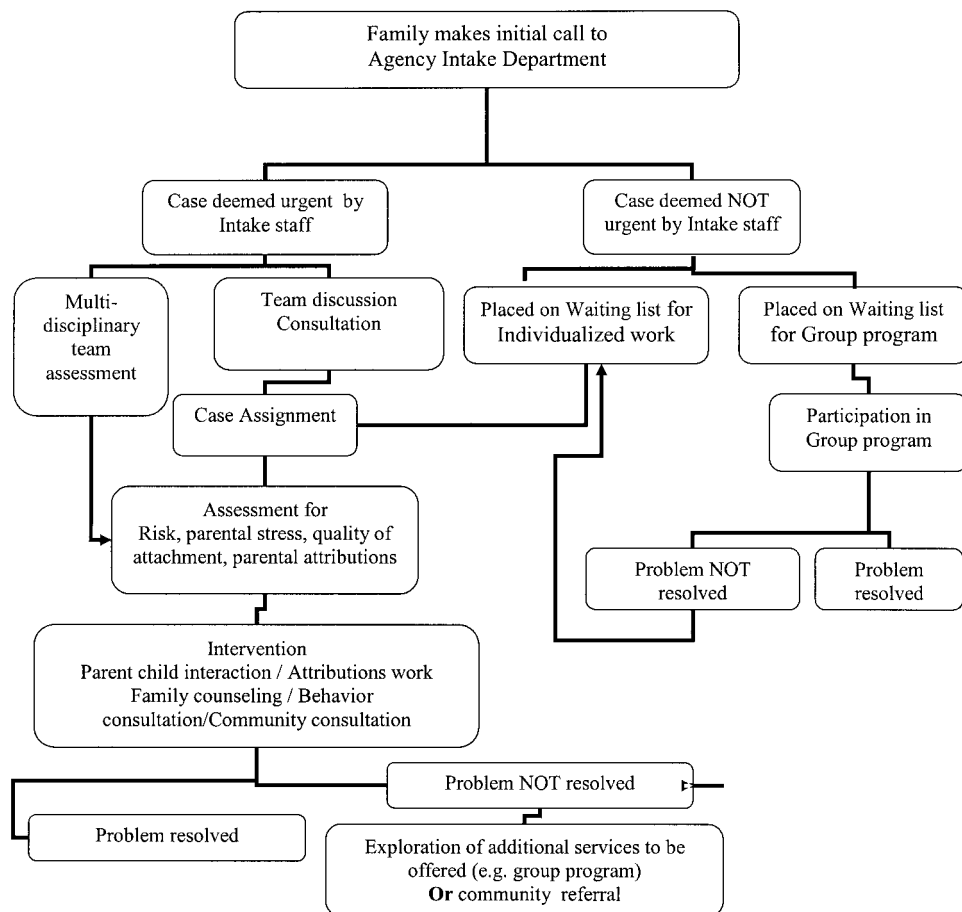 Family makes initial call to
Agency Intake Department
Case deemed urgent by
Intake staff
Case deemed NOT
urgent by Intake staff
Multi-
disciplinary
team
assessment
Team discussion
Consultation
Placed on Waiting list for
Individualized work
Placed on Waiting list
for Group program
Case Assignment
Participation in
Group program
Assessment for
Risk, parental stress, quality of
attachment, parental attributions
Problem NOT
resolved
Problem
resolved
Intervention
Parent child interaction / Attributions work
Family counseling / Behavior
consultation/Community consultation
Problem NOT resolved
Problem resolved
Exploration of additional services to be
offered (e.g. group program)
Or community referral